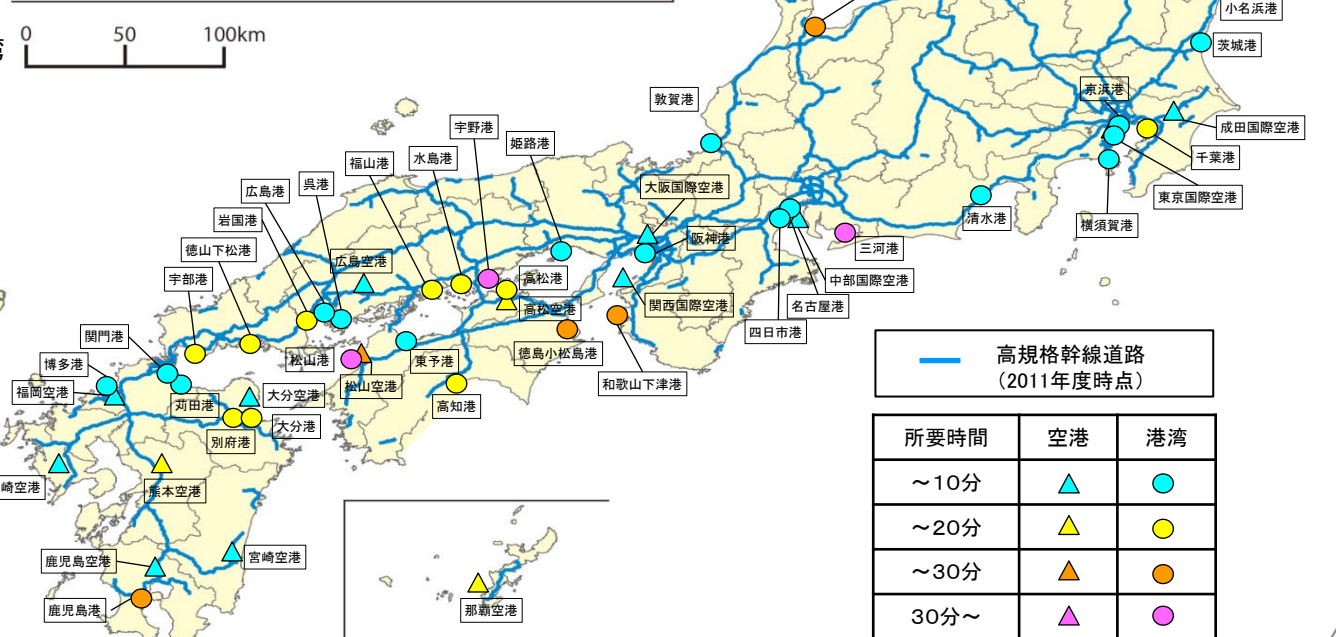 小名浜港
0 50 100km
茨城港
京浜港
敦賀港
成田国際空港
宇野港
姫路港
水島港
福山港
千葉港
呉港
大阪国際空港
広島港
東京国際空港
岩国港
清水港
横須賀港
阪神港
徳山下松港
三河港
広島空港
宇部港
高松港
中部国際空港
高松空港
関西国際空港
名古屋港
関門港
四日市港
松山港
東予港
徳島小松島港
博多港
高規格幹線道路
(2011年度時点)
松山空港
和歌山下津港
福岡空港
大分空港
苅田港
高知港
大分港
別府港
所要時間 空港 港湾
～10分
崎空港
熊本空港
～20分
宮崎空港
鹿児島空港
～30分
鹿児島港
那覇空港
30分～